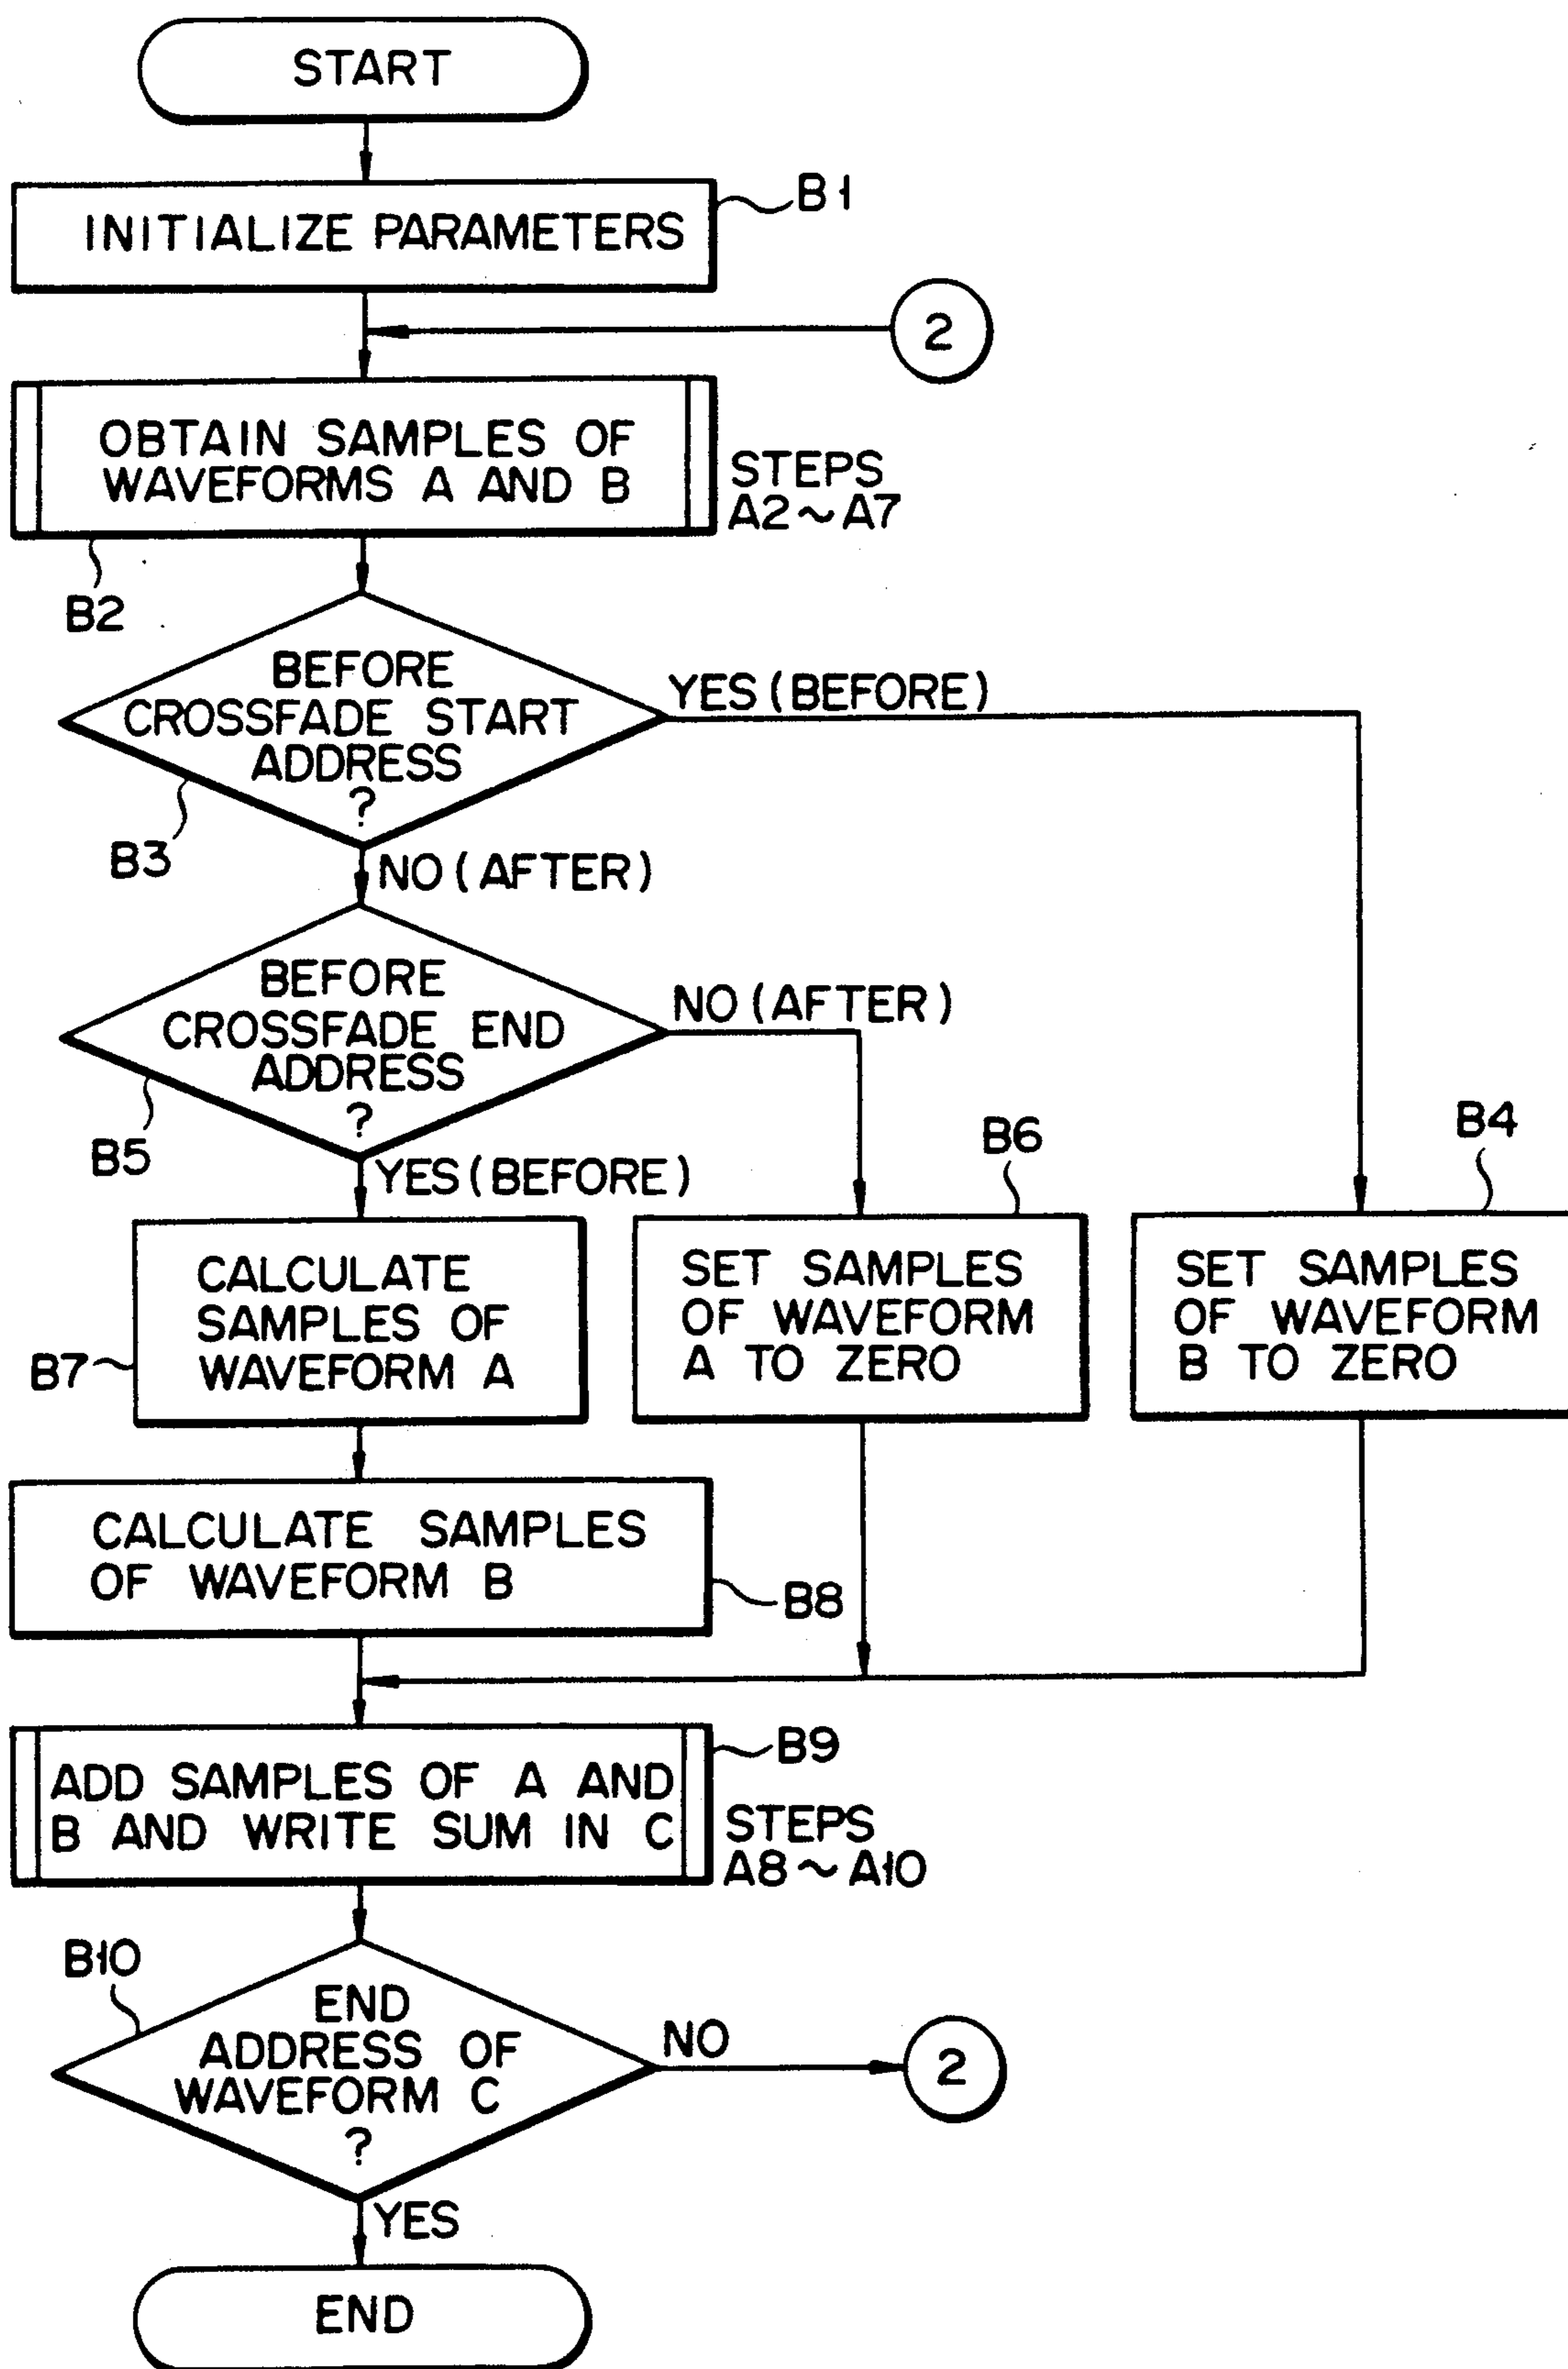 START
INITIALIZE PARAMETERS
B1
2
OBTAIN SAMPLES OF
WAVEFORMS A AND B
STEPS
A2~A7
B2
BEFORE
CROSSFADE START
ADDRESS
?
YES (BEFORE)
B3
NO (AFTER)
BEFORE
CROSSFADE END
ADDRESS
?
NO (AFTER)
B5
YES (BEFORE)
B6
B4
CALCULATE
SAMPLES OF
WAVEFORM A
B7
SET SAMPLES
OF WAVEFORM
A TO ZERO
SET SAMPLES
OF WAVEFORM
B TO ZERO
CALCULATE SAMPLES
OF WAVEFORM B
B8
ADD SAMPLES OF A AND
B AND WRITE SUM IN C
B9
STEPS
A8~A10
B10
END
ADDRESS OF
WAVEFORM C
?
NO
2
YES
END